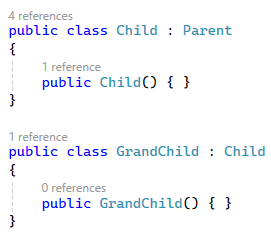 4 references
public class Child : Parent
{
1 reference
public Child() { }
}
1 reference
public class GrandChild : Child
{
0 references
public GrandChild() { }
}